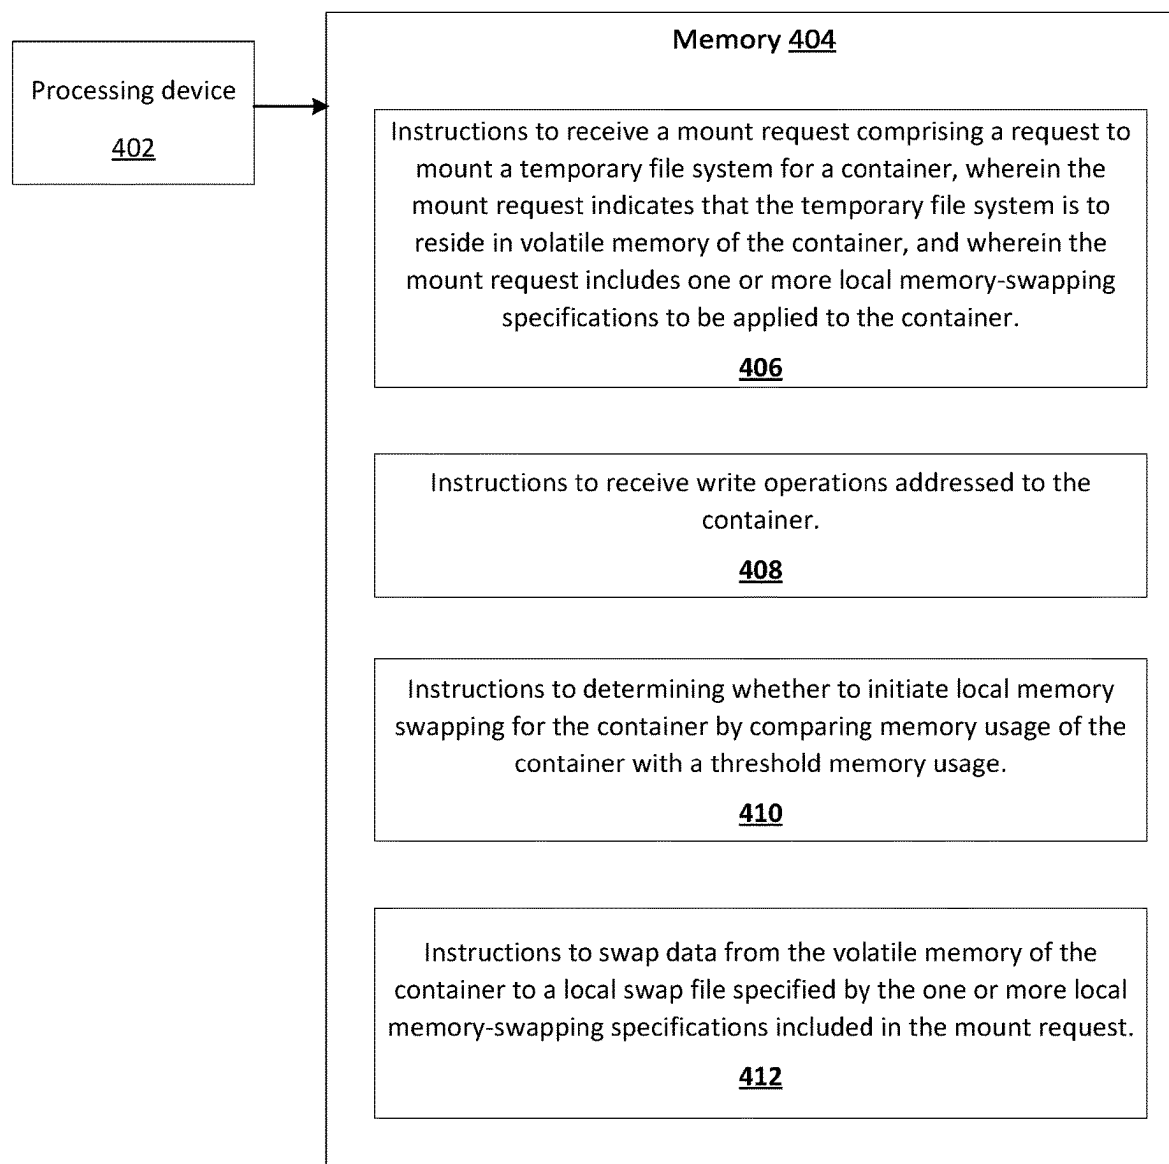 Processing device
402
Memory 404
Instructions to receive a mount request comprising a request to
mount a temporary file system for a container, wherein the
mount request indicates that the temporary file system is to
reside in volatile memory of the container, and wherein the
mount request includes one or more local memory-swapping
specifications to be applied to the container.
406
Instructions to receive write operations addressed to the
container.
408
Instructions to determining whether to initiate local memory
swapping for the container by comparing memory usage of the
container with a threshold memory usage.
410
Instructions to swap data from the volatile memory of the
container to a local swap file specified by the one or more local
memory-swapping specifications included in the mount request.
412